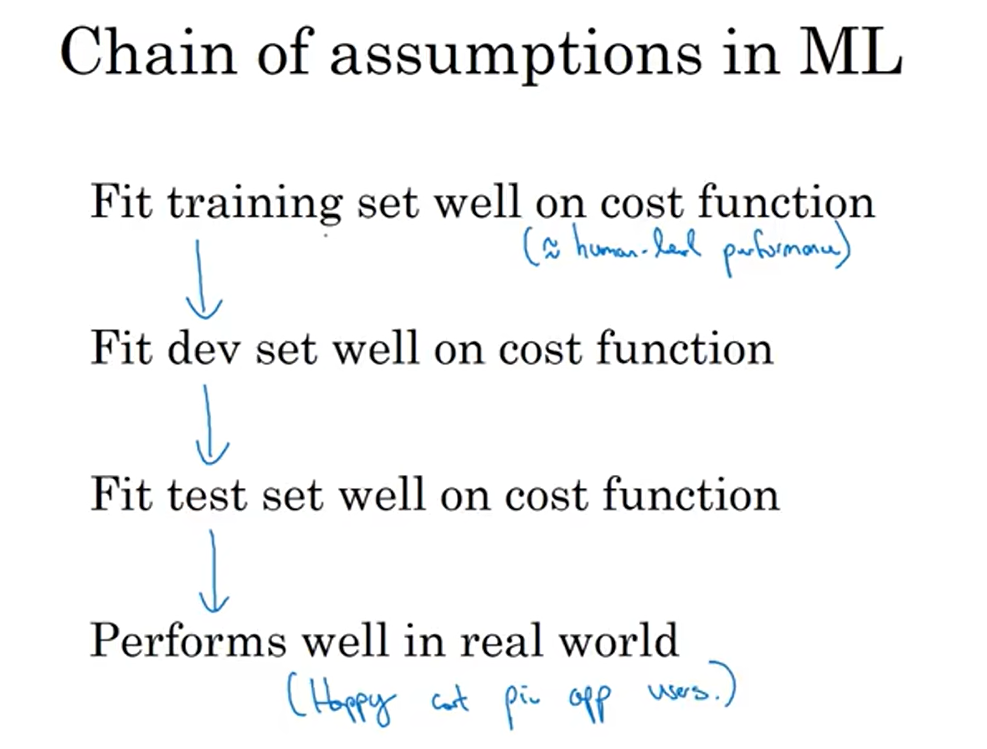 Chain of assumptions in ML
Fit training set well on cost function
(≈ human-level performance)
Fit dev set well on cost function
Fit test set well on cost function
Performs well in real world
(Happy cat pic app users.)